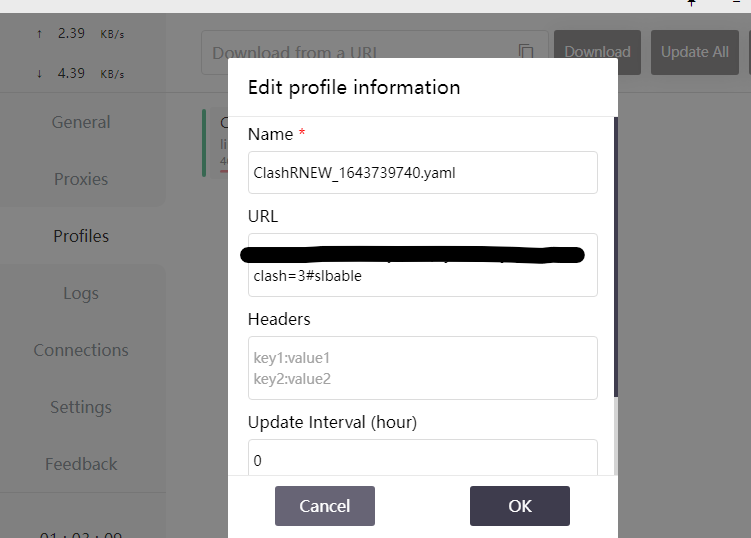 ↑ 2.39 KB/s
↓ 4.39 KB/s
Download from a URL
Download
Update All
General
Proxies
Profiles
Logs
Connections
Settings
Feedback
Edit profile information
Name *
ClashRNEW_1643739740.yaml
URL
clash=3#slbable
Headers
key1:value1
key2:value2
Update Interval (hour)
0
Cancel
OK